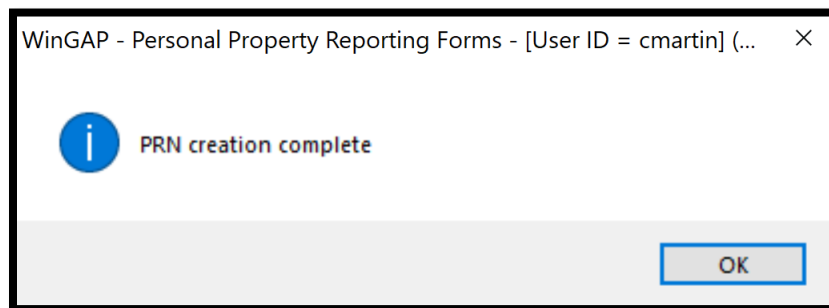 WinGAP - Personal Property Reporting Forms - [User ID = cmartin] (...
PRN creation complete
OK